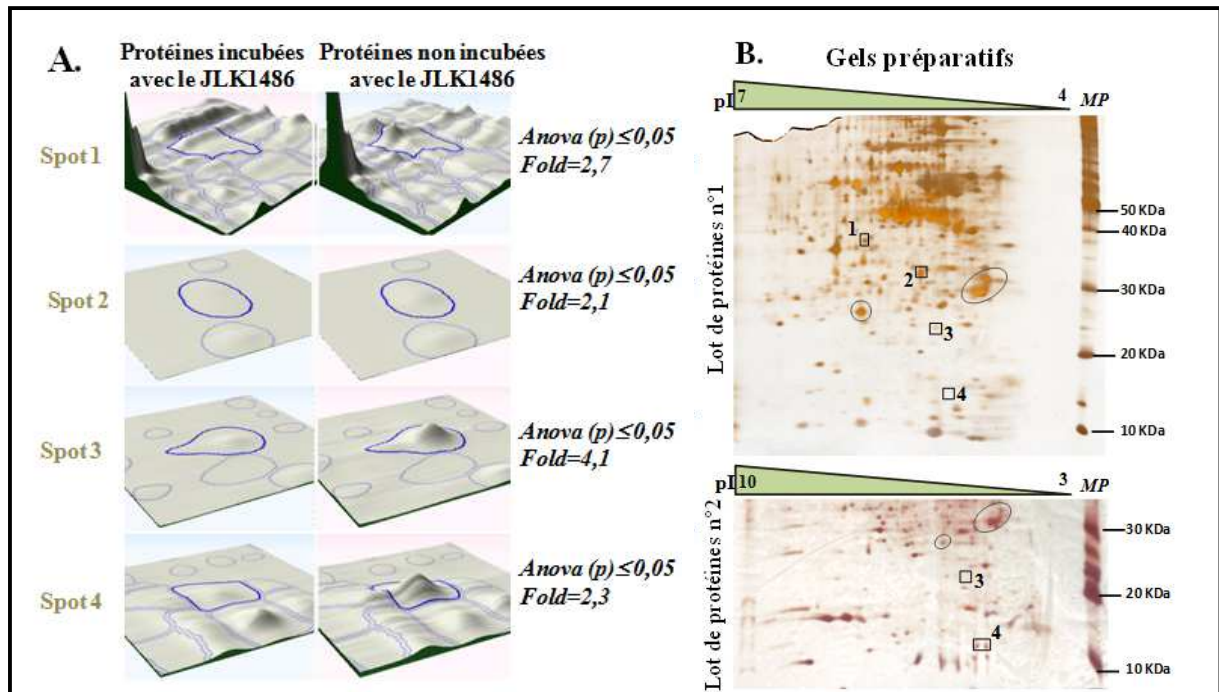 A.
Protéines incubées
avec le JLK1486
Protéines non incubées
avec le JLK1486
Spot 1
Anova (p)≤0,05
Fold=2,7
Spot 2
Anova (p)≤0,05
Fold=2,1
Spot 3
Anova (p)≤0,05
Fold=4,1
Spot 4
Anova (p)≤0,05
Fold=2,3
B.
Gels préparatifs
pI 7
4
MP
Lot de protéines n°1
1
2
3
4
50 KDa
40 KDa
30 KDa
20 KDa
10 KDa
pI 10
3
MP
Lot de protéines n°2
3
4
30 KDa
20 KDa
10 KDa